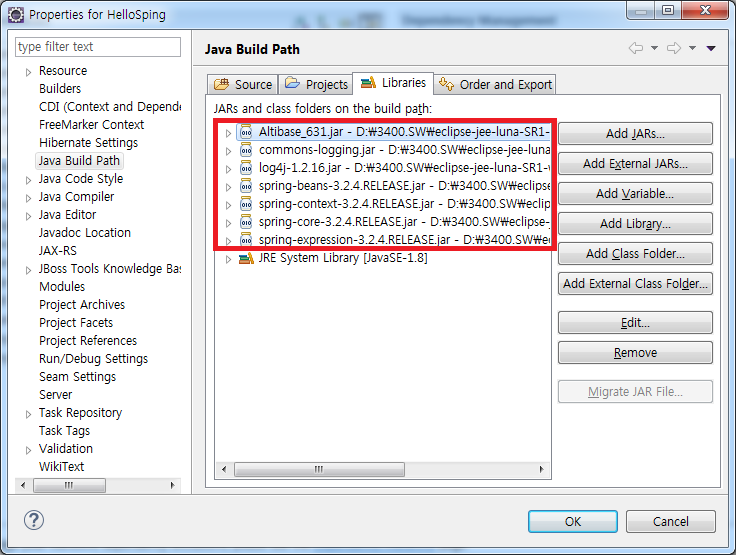 Dependency Management
Properties for HelloSping
type filter text
Resource
Builders
CDI (Context and Depende
FreeMarker Context
Hibernate Settings
Java Build Path
Java Code Style
Java Compiler
Java Editor
Javadoc Location
JAX-RS
JBoss Tools Knowledge Bas
Modules
Project Archives
Project Facets
Project References
Run/Debug Settings
Seam Settings
Server
Task Repository
Task Tags
Validation
WikiText
Java Build Path
Source
Projects
Libraries
Order and Export
JARs and class folders on the build path:
Altibase_631.jar - D:₩3400.SW₩eclipse-jee-luna-SR1-
commons-logging.jar - D:₩3400.SW₩eclipse-jee-luna
log4j-1.2.16.jar - D:₩3400.SW₩eclipse-jee-luna-SR1-
spring-beans-3.2.4.RELEASE.jar - D:₩3400.SW₩eclips
spring-context-3.2.4.RELEASE.jar - D:₩3400.SW₩eclip
spring-core-3.2.4.RELEASE.jar - D:₩3400.SW₩eclipse-
spring-expression-3.2.4.RELEASE.jar - D:₩3400.SW₩ec
JRE System Library [JavaSE-1.8]
Add JARs...
Add External JARs...
Add Variable...
Add Library...
Add Class Folder...
Add External Class Folder...
Edit...
Remove
Migrate JAR File...
OK
Cancel